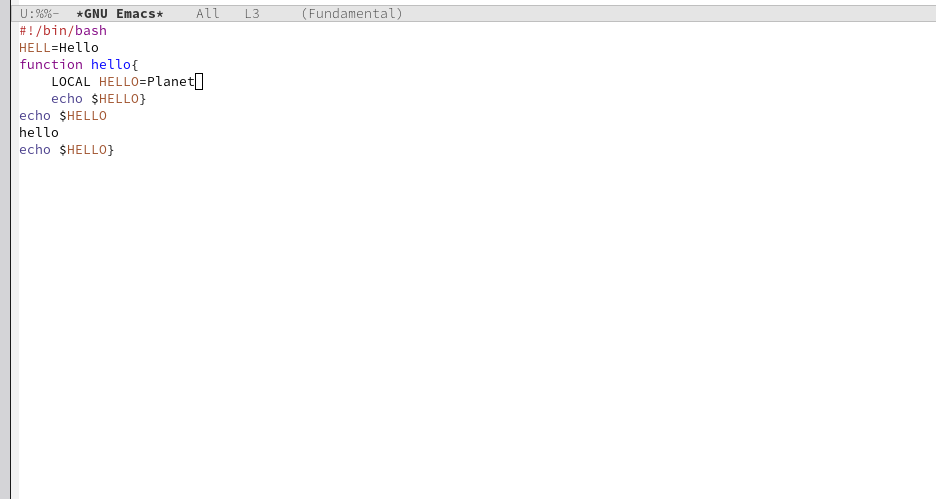 U:%%-  *GNU Emacs*    All   L3     (Fundamental)
#!/bin/bash
HELL=Hello
function hello{
    LOCAL HELLO=Planet
    echo $HELLO}
echo $HELLO
hello
echo $HELLO}